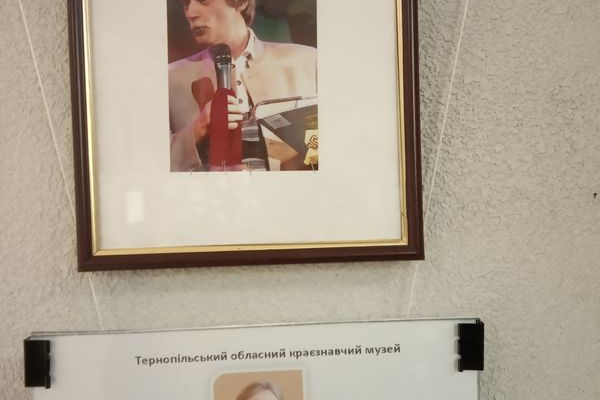 Тернопільський обласний краєзнавчий музей